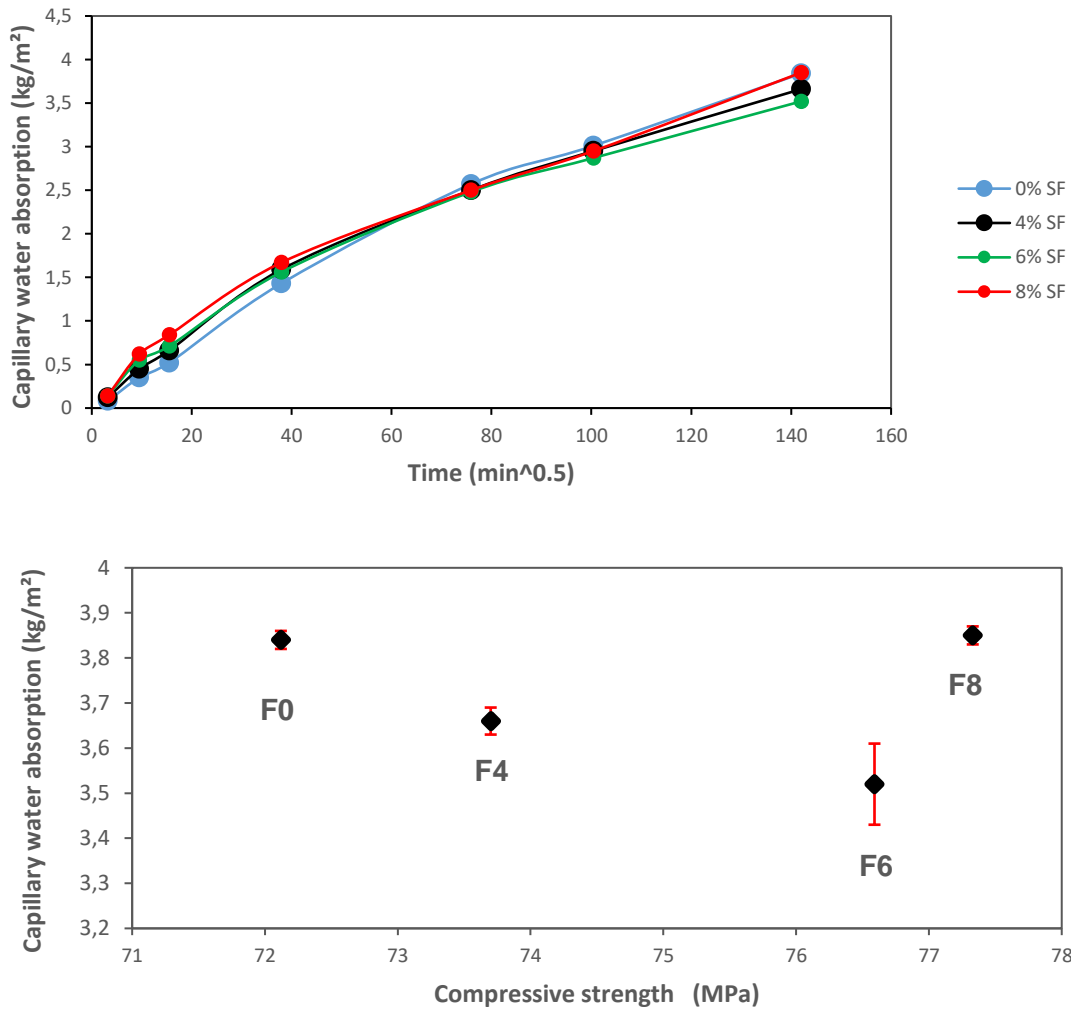 Capillary water absorption (kg/m²)
4,5
4
3,5
3
2,5
2
1,5
1
0,5
0
0 20 40 60 80 100 120 140 160
Time (min^0.5)
0% SF
4% SF
6% SF
8% SF
Capillary water absorption (kg/m²)
4
3,9
3,8
3,7
3,6
3,5
3,4
3,3
3,2
F0
F4
F6
F8
71 72 73 74 75 76 77 78
Compressive strength (MPa)